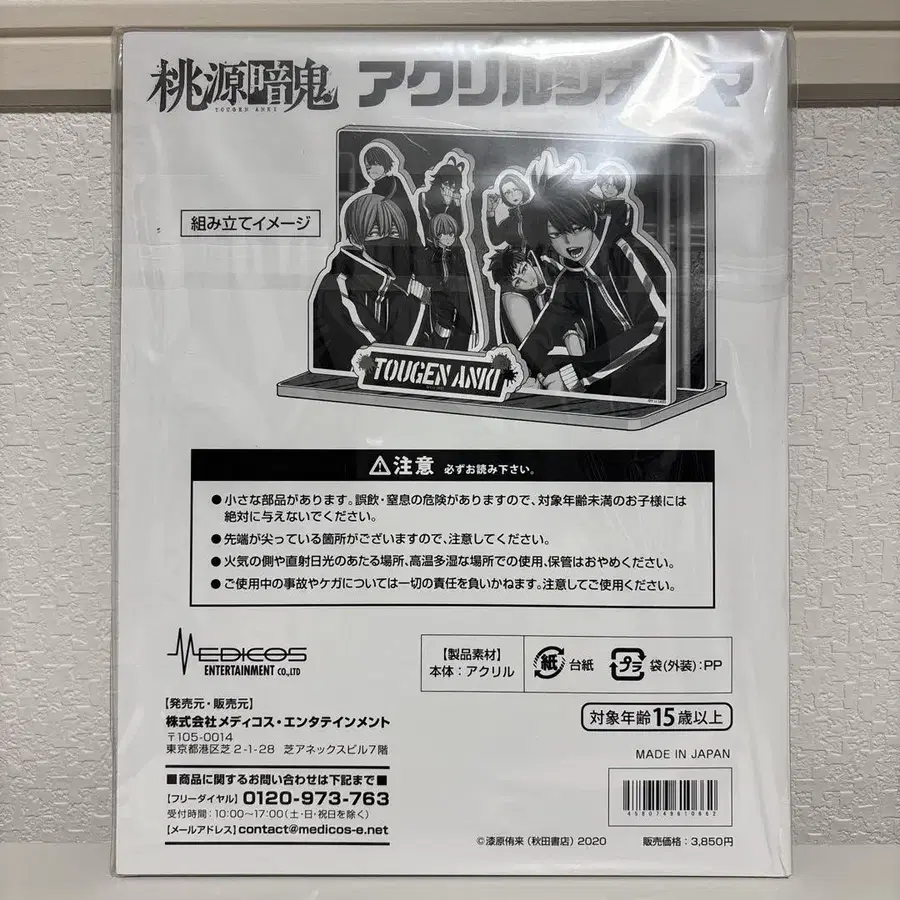 桃源暗鬼 アクリルジオラマ
TOUGEN ANKI
組み立てイメージ
TOUGEN ANKI
注意 必ずお読み下さい。
●小さな部品があります。誤飲・窒息の危険がありますので、対象年齢未満のお子様には
絶対に与えないでください。
●先端が尖っている箇所がございますので、注意してください。
●火気の側や直射日光のあたる場所、高温多湿な場所での使用、保管はおやめください。
●ご使用中の事故やケガについては一切の責任を負いかねます。注意してご使用ください。
MEDICOS
ENTERTAINMENT CO.,LTD
【製品素材】
本体：アクリル
紙 台紙
プラ 袋(外装)：PP
【発売元・販売元】
株式会社メディコス・エンタテインメント
〒105-0014
東京都港区芝2-1-28 芝アネックスビル7階
対象年齢15歳以上
MADE IN JAPAN
■商品に関するお問い合わせは下記まで■
【フリーダイヤル】0120-973-763
受付時間：10:00〜17:00(土・日・祝日を除く)
【メールアドレス】contact@medicos-e.net
4580749610662
©漆原侑来（秋田書店）2020
販売価格：3,850円